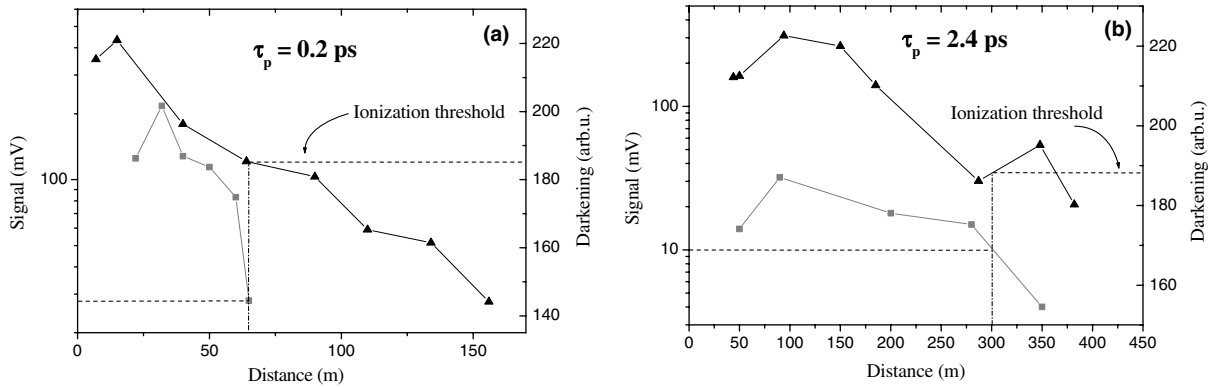 (a)
τp = 0.2 ps
Ionization threshold
Signal (mV)
100
Darkening (arb.u.)
220
200
180
160
140
0 50 100 150
Distance (m)
(b)
τp = 2.4 ps
Ionization threshold
Signal (mV)
100
10
Darkening (arb.u.)
220
200
180
160
0 50 100 150 200 250 300 350 400 450
Distance (m)